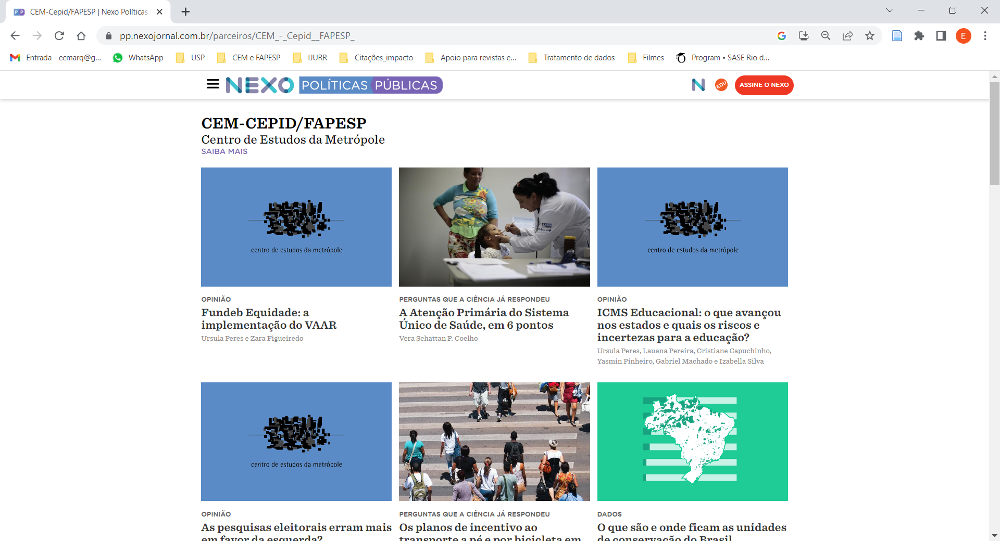 CEM-Cepid/FAPESP | Nexo Políticas
pp.nexojornal.com.br/parceiros/CEM_-_Cepid__FAPESP_
E
Entrada - ecmarq@g...
WhatsApp
USP
CEM e FAPESP
IJURR
Citações_impacto
Apoio para revistas e...
Tratamento de dados
Filmes
Program • SASE Rio d...
NEXO POLÍTICAS PÚBLICAS
N
EDU
ASSINE O NEXO
CEM-CEPID/FAPESP
Centro de Estudos da Metrópole
SAIBA MAIS
centro de estudos da metrópole
OPINIÃO
Fundeb Equidade: a
implementação do VAAR
Ursula Peres e Zara Figueiredo
PERGUNTAS QUE A CIÊNCIA JÁ RESPONDEU
A Atenção Primária do Sistema
Único de Saúde, em 6 pontos
Vera Schattan P. Coelho
centro de estudos da metrópole
OPINIÃO
ICMS Educacional: o que avançou
nos estados e quais os riscos e
incertezas para a educação?
Ursula Peres, Lauana Pereira, Cristiane Capuchinho,
Yasmin Pinheiro, Gabriel Machado e Izabella Silva
centro de estudos da metrópole
OPINIÃO
As pesquisas eleitorais erram mais
em favor da esquerda?
PERGUNTAS QUE A CIÊNCIA JÁ RESPONDEU
Os planos de incentivo ao
transporte a pé e por bicicleta em
DADOS
O que são e onde ficam as unidades
de conservação do Brasil